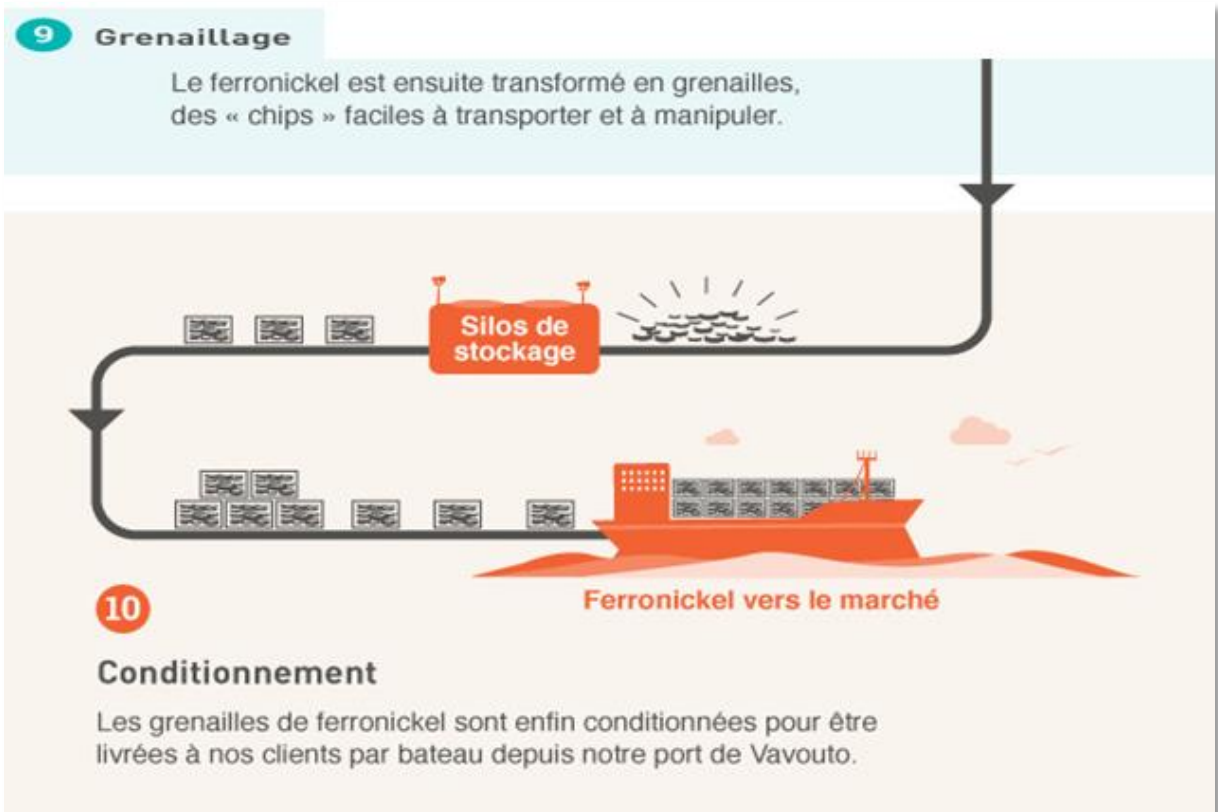 9 Grenaillage
Le ferronickel est ensuite transformé en grenailles,
des « chips » faciles à transporter et à manipuler.
Silos de
stockage
Ferronickel vers le marché
10
Conditionnement
Les grenailles de ferronickel sont enfin conditionnées pour être
livrées à nos clients par bateau depuis notre port de Vavouto.